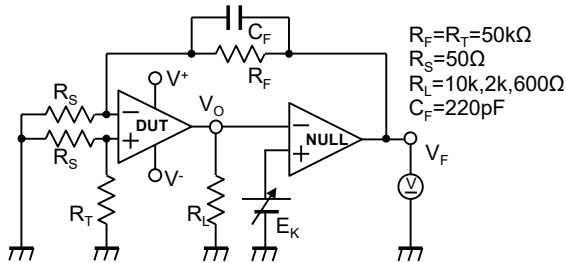 C_F
R_F
R_F=R_T=50kΩ
R_S=50Ω
R_L=10k,2k,600Ω
C_F=220pF
R_S
V⁺
V_O
DUT
NULL
R_S
V⁻
V_F
V
R_T
R_L
E_K